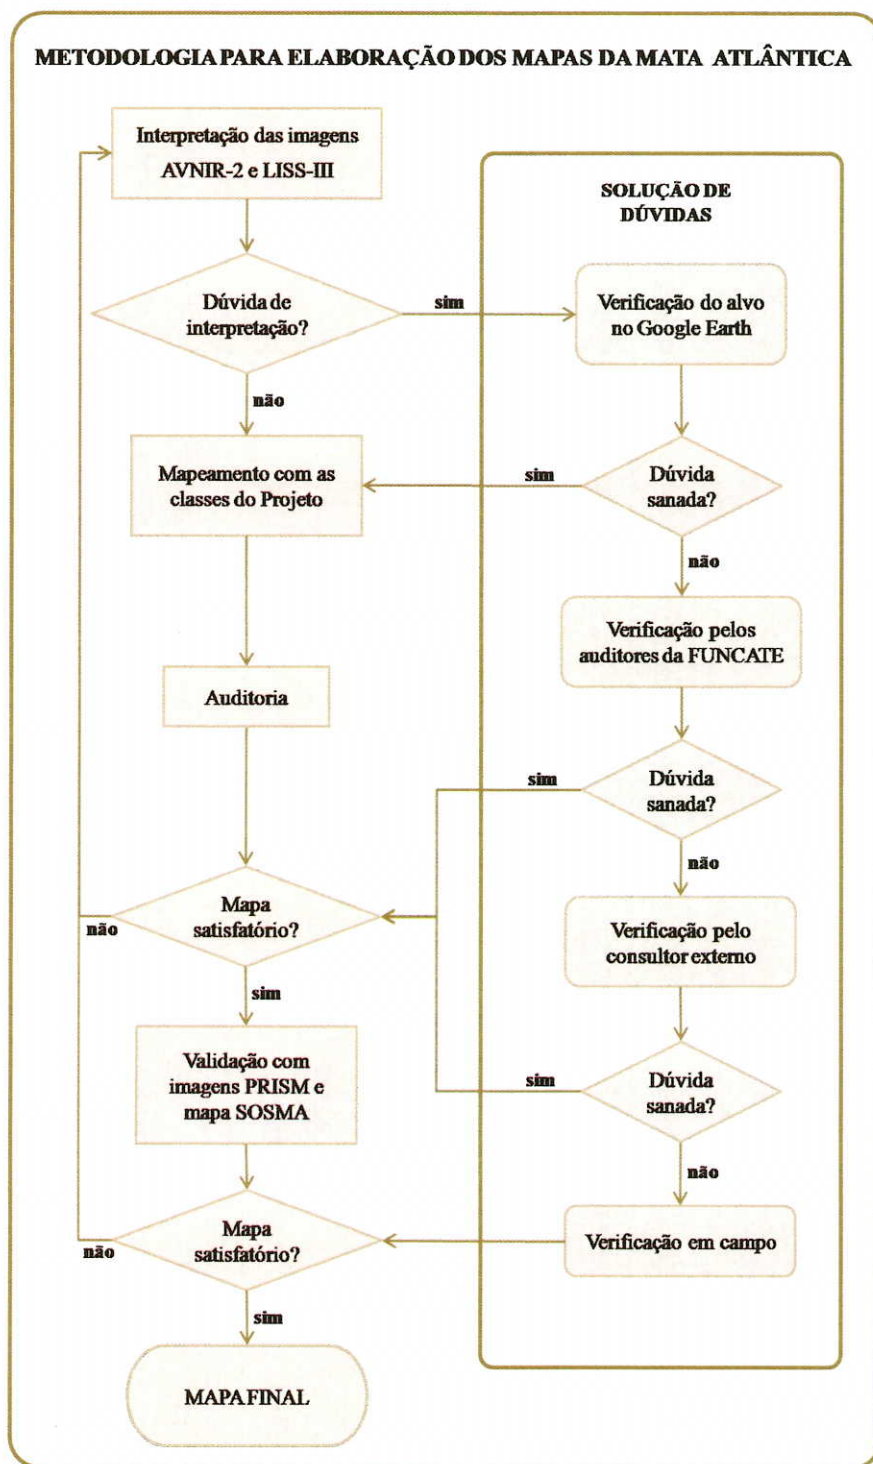 METODOLOGIA PARA ELABORAÇÃO DOS MAPAS DA MATA ATLÂNTICA
Interpretação das imagens
AVNIR-2 e LISS-III
SOLUÇÃO DE
DÚVIDAS
Dúvida de
interpretação?
sim
Verificação do alvo
no Google Earth
não
Mapeamento com as
classes do Projeto
sim
Dúvida
sanada?
não
Verificação pelos
auditores da FUNCATE
Auditoria
sim
Dúvida
sanada?
não
Mapa
satisfatório?
não
Verificação pelo
consultor externo
sim
Validação com
imagens PRISM e
mapa SOSMA
sim
Dúvida
sanada?
não
Mapa
satisfatório?
não
Verificação em campo
sim
MAPA FINAL